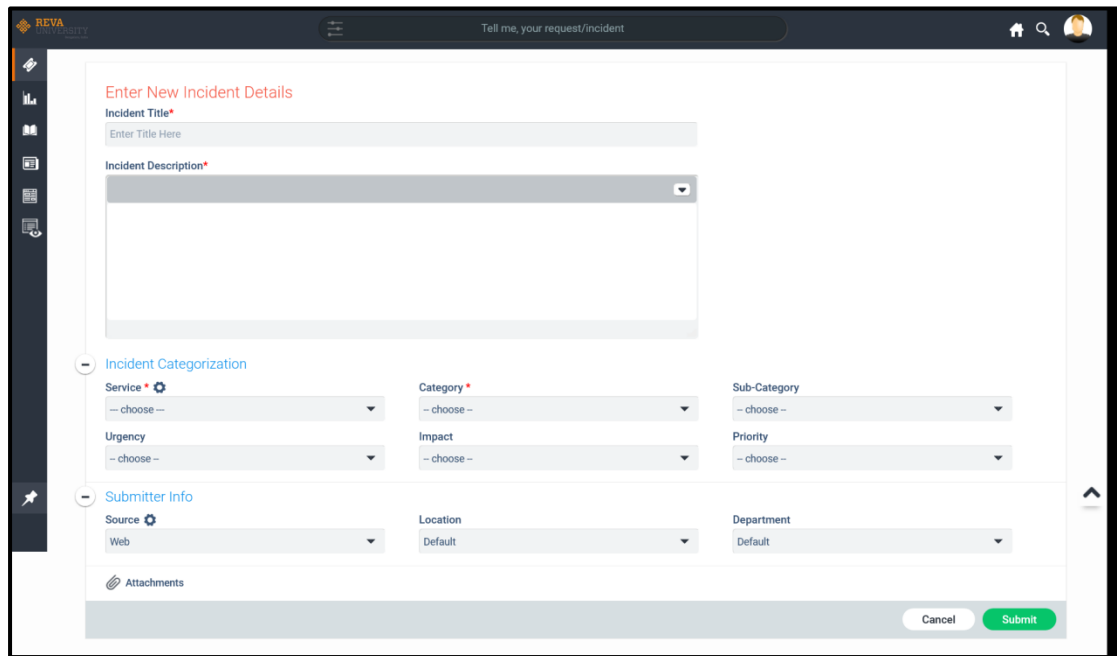 REVA
UNIVERSITY
Tell me, your request/incident
Enter New Incident Details
Incident Title*
Enter Title Here
Incident Description*
Incident Categorization
Service * Category * Sub-Category
--- choose --- -- choose -- -- choose --
Urgency Impact Priority
-- choose -- -- choose -- -- choose --
Submitter Info
Source Location Department
Web Default Default
Attachments
Cancel Submit